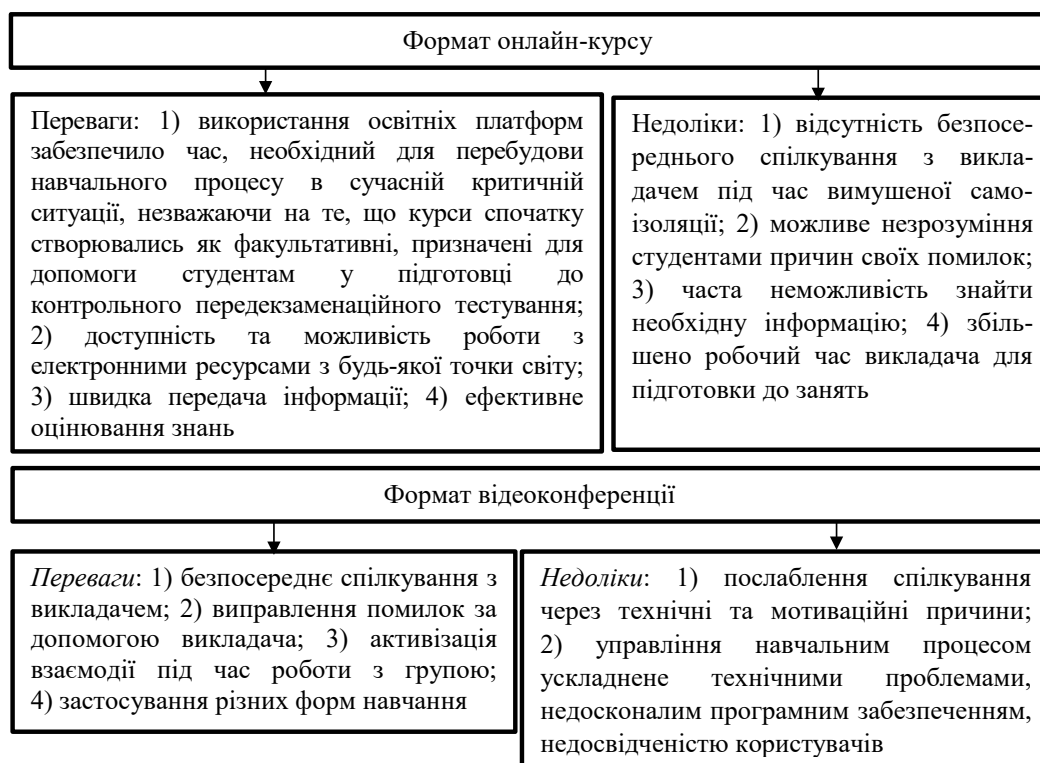 Формат онлайн-курсу
Переваги: 1) використання освітніх платформ
забезпечило час, необхідний для перебудови
навчального процесу в сучасній критичній
ситуації, незважаючи на те, що курси спочатку
створювались як факультативні, призначені для
допомоги студентам у підготовці до
контрольного передекзаменаційного тестування;
2) доступність та можливість роботи з
електронними ресурсами з будь-якої точки світу;
3) швидка передача інформації; 4) ефективне
оцінювання знань
Недоліки: 1) відсутність безпосе-
реднього спілкування з викла-
дачем під час вимушеної само-
ізоляції; 2) можливе незрозуміння
студентами причин своїх помилок;
3) часта неможливість знайти
необхідну інформацію; 4) збіль-
шено робочий час викладача для
підготовки до занять
Формат відеоконференції
Переваги: 1) безпосереднє спілкування з
викладачем; 2) виправлення помилок за
допомогою викладача; 3) активізація
взаємодії під час роботи з групою;
4) застосування різних форм навчання
Недоліки: 1) послаблення спілкування
через технічні та мотиваційні причини;
2) управління навчальним процесом
ускладнене технічними проблемами,
недосконалим програмним забезпеченням,
недосвідченістю користувачів